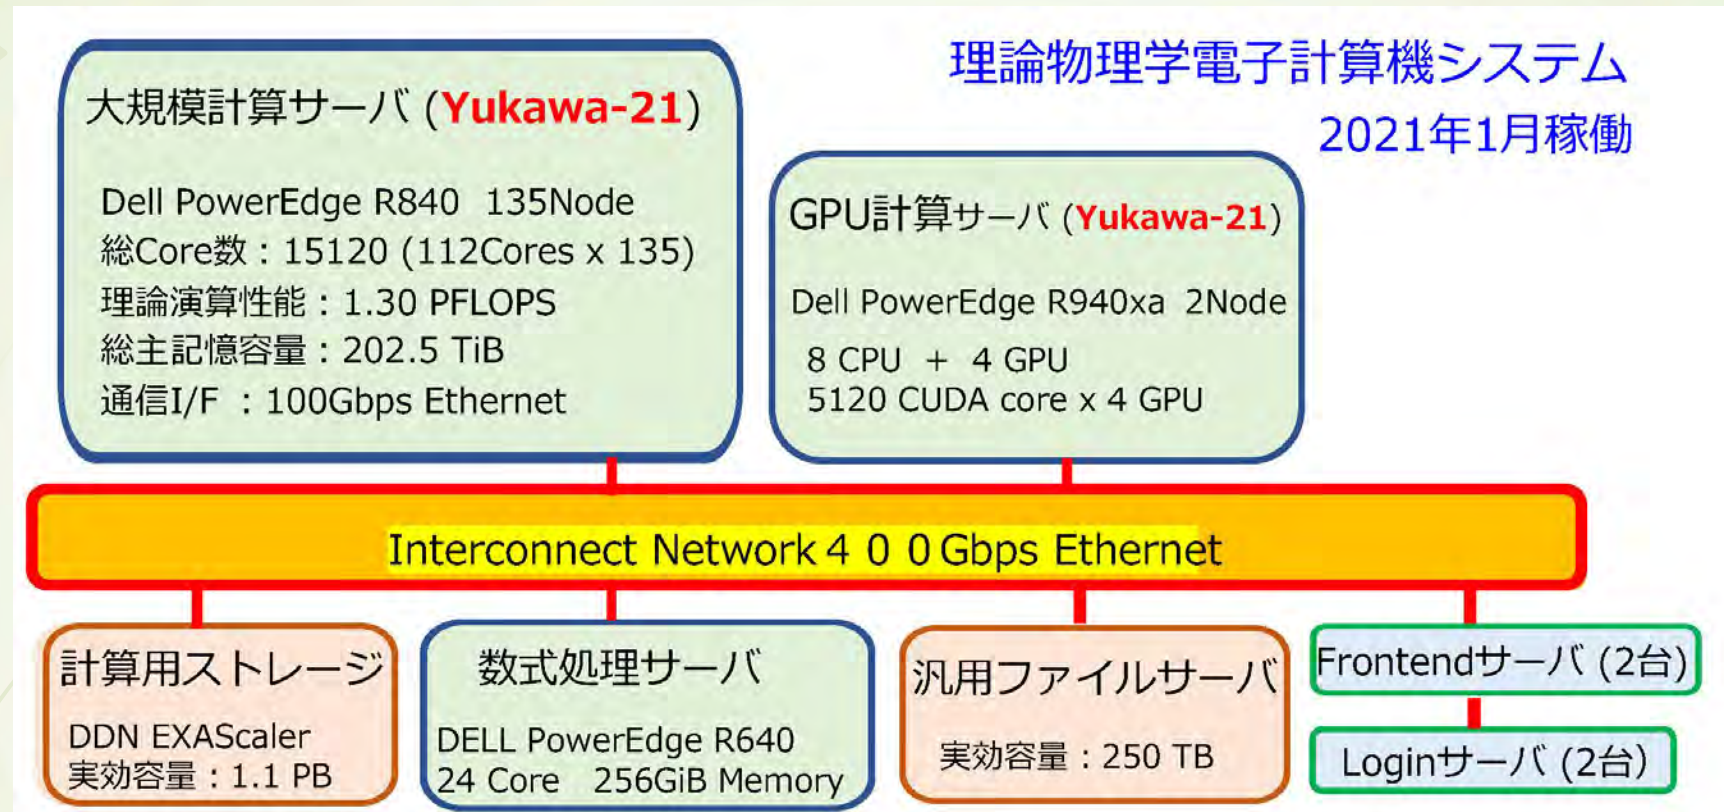 理論物理学電子計算機システム
2021年1月稼働
大規模計算サーバ (Yukawa-21)
Dell PowerEdge R840 135Node
総Core数：15120 (112Cores x 135)
理論演算性能：1.30 PFLOPS
総主記憶容量：202.5 TiB
通信I/F ：100Gbps Ethernet
GPU計算サーバ (Yukawa-21)
Dell PowerEdge R940xa 2Node
8 CPU + 4 GPU
5120 CUDA core x 4 GPU
Interconnect Network４００Gbps Ethernet
計算用ストレージ
DDN EXAScaler
実効容量：1.1 PB
数式処理サーバ
DELL PowerEdge R640
24 Core 256GiB Memory
汎用ファイルサーバ
実効容量：250 TB
Frontendサーバ (2台)
Loginサーバ (2台)